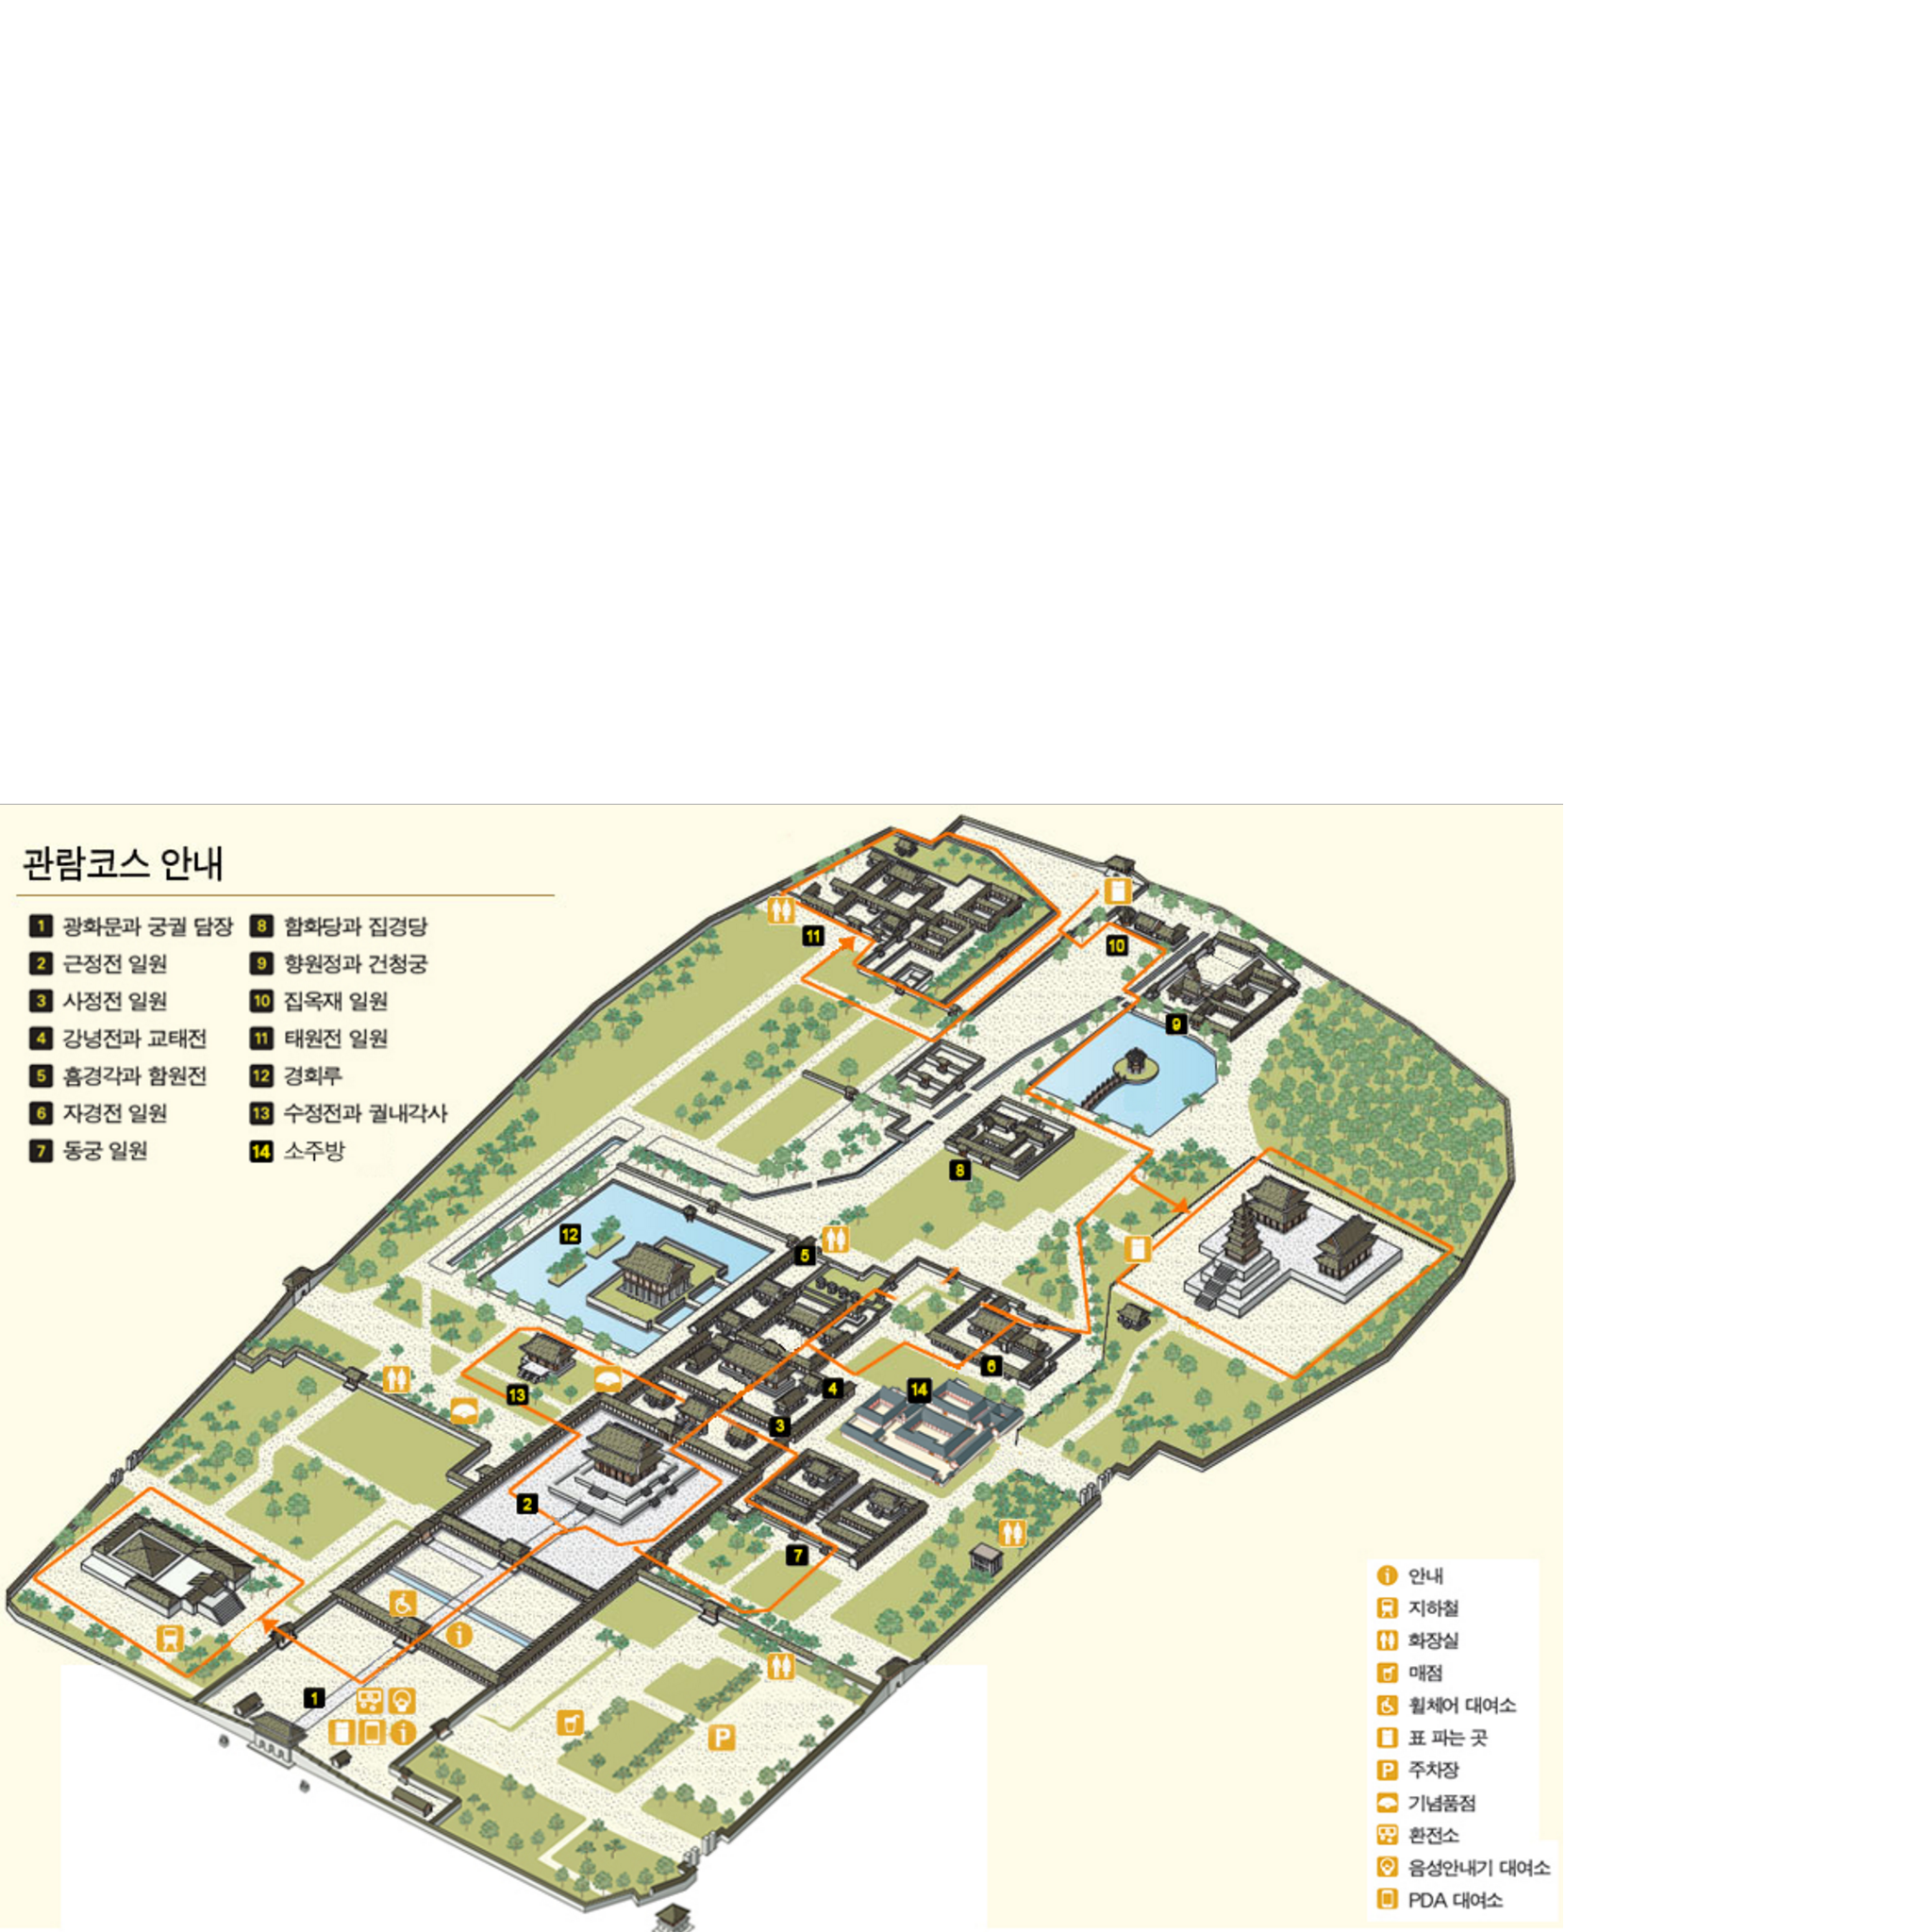 관람코스 안내
1 광화문과 궁궐 담장
2 근정전 일원
3 사정전 일원
4 강녕전과 교태전
5 흠경각과 함원전
6 자경전 일원
7 동궁 일원
8 함화당과 집경당
9 향원정과 건청궁
10 집옥재 일원
11 태원전 일원
12 경회루
13 수정전과 궐내각사
14 소주방
11
10
9
8
12
5
6
4
14
13
3
2
7
1
P
i 안내
지하철
화장실
매점
휠체어 대여소
표 파는 곳
P 주차장
기념품점
환전소
음성안내기 대여소
PDA 대여소